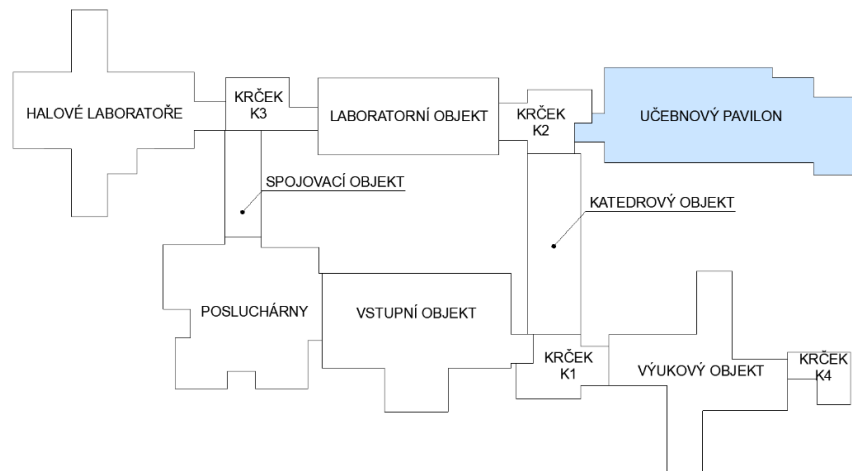 HALOVÉ LABORATOŘE
KRČEK
K3
LABORATORNÍ OBJEKT
KRČEK
K2
UČEBNOVÝ PAVILON
SPOJOVACÍ OBJEKT
KATEDROVÝ OBJEKT
POSLUCHÁRNY
VSTUPNÍ OBJEKT
KRČEK
K1
VÝUKOVÝ OBJEKT
KRČEK
K4